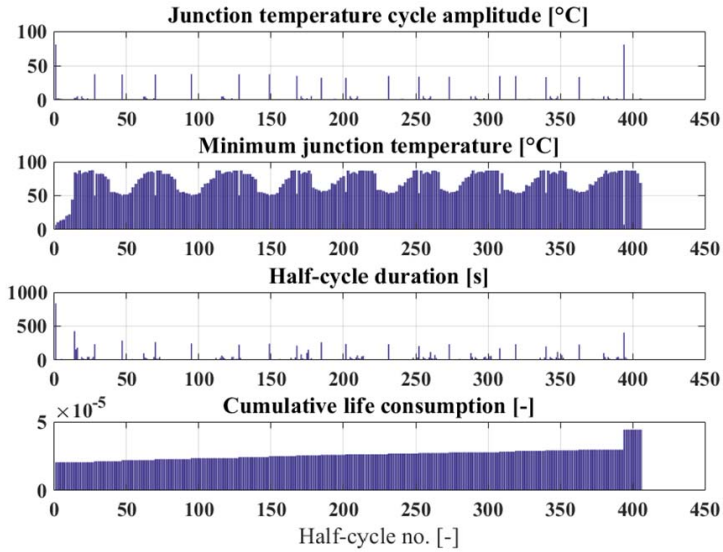 Junction temperature cycle amplitude [°C]
100
50
0
0 50 100 150 200 250 300 350 400 450
Minimum junction temperature [°C]
100
50
0
0 50 100 150 200 250 300 350 400 450
Half-cycle duration [s]
1000
500
0
0 50 100 150 200 250 300 350 400 450
×10⁻⁵ Cumulative life consumption [-]
5
0
0 50 100 150 200 250 300 350 400 450
Half-cycle no. [-]